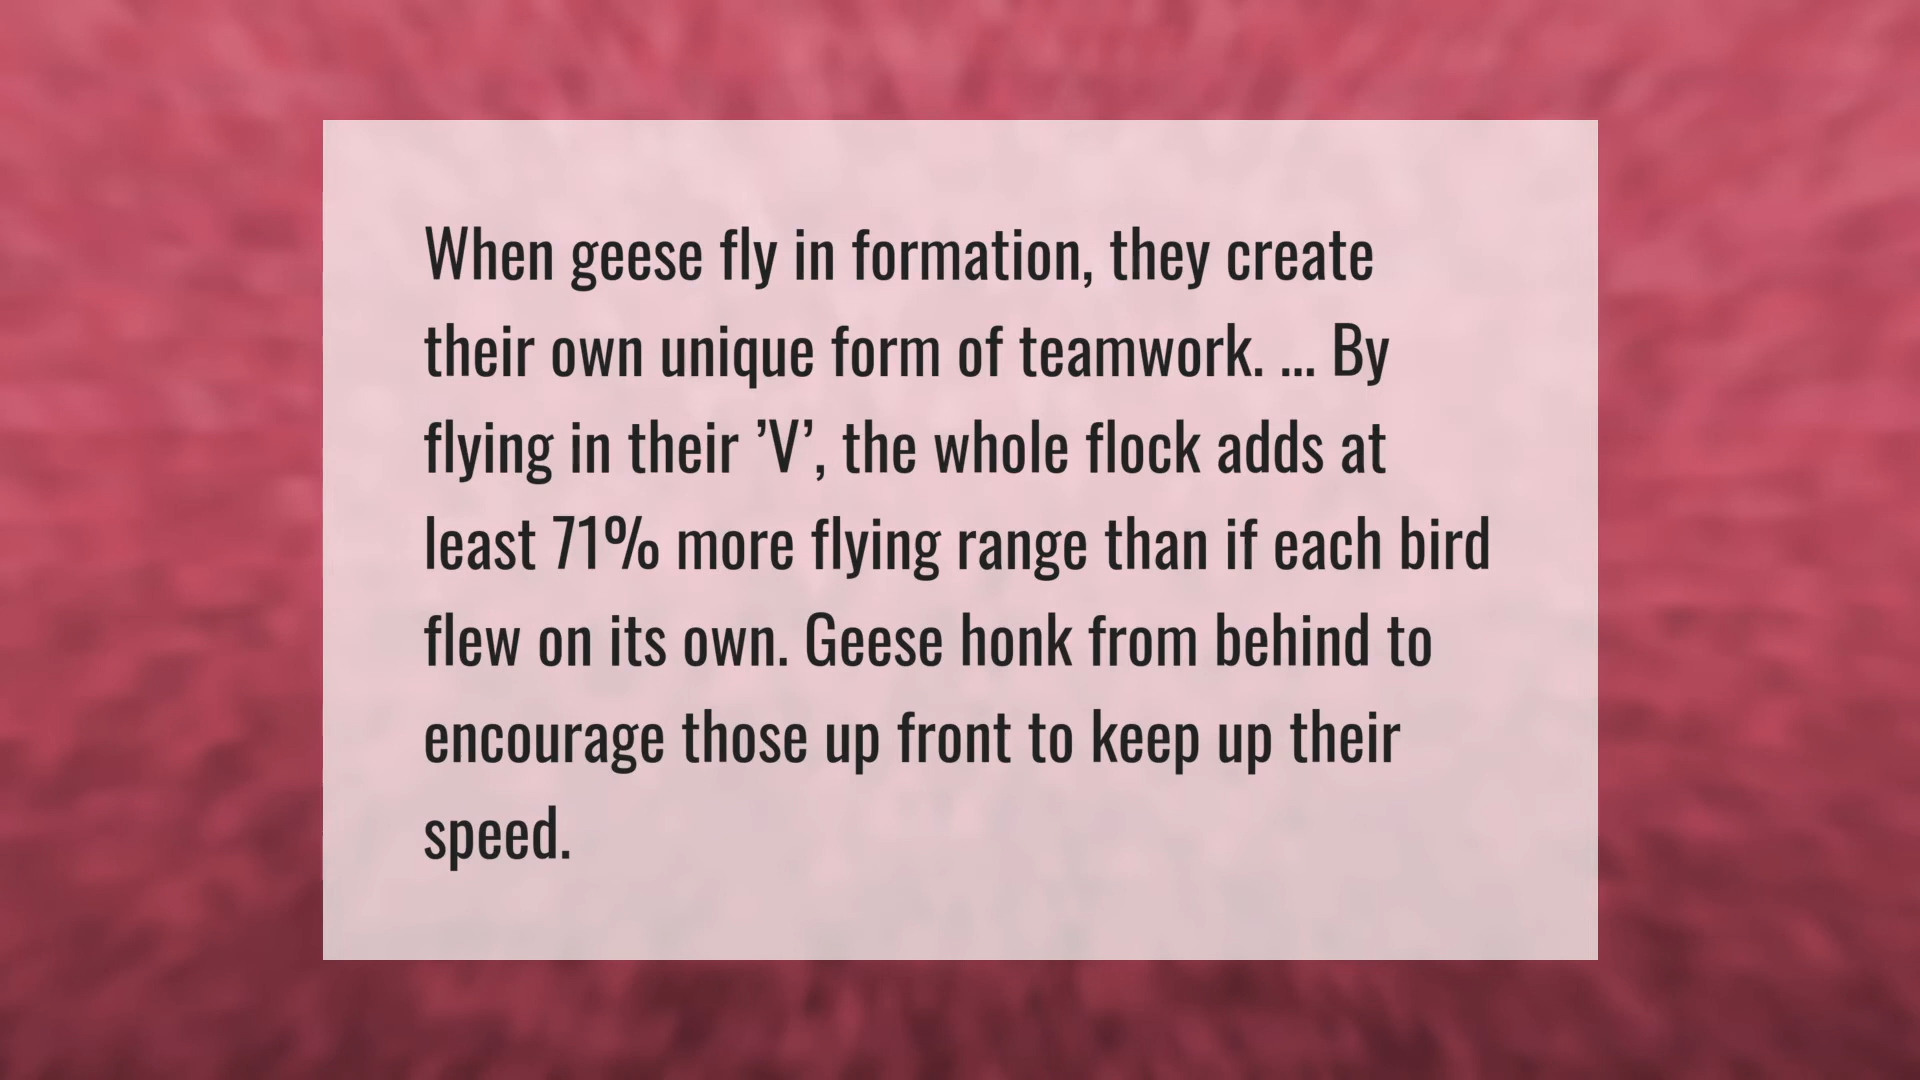 When geese fly in formation, they create
their own unique form of teamwork. ... By
flying in their ’V’, the whole flock adds at
least 71% more flying range than if each bird
flew on its own. Geese honk from behind to
encourage those up front to keep up their
speed.